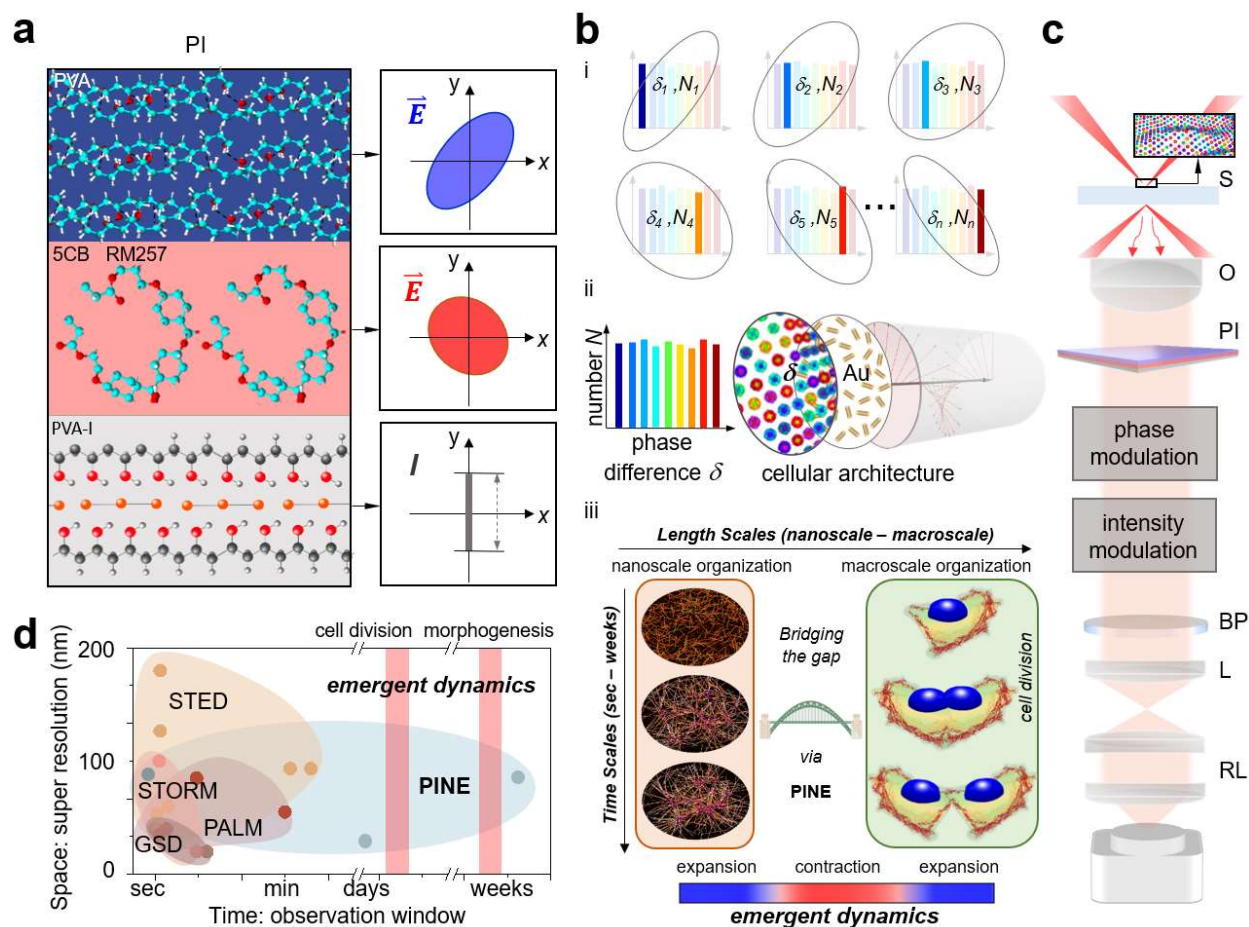 a
PI
PVA
y
E
x
5CB RM257
y
E
x
PVA-I
y
I
x
b
i
δ1 ,N1
δ2 ,N2
δ3 ,N3
δ4 ,N4
δ5 ,N5
...
δn ,Nn
ii
number N
phase
difference δ
δ
Au
cellular architecture
iii
Length Scales (nanoscale – macroscale)
nanoscale organization
macroscale organization
Time Scales (sec – weeks)
Bridging
the gap
via
PINE
cell division
expansion
contraction
expansion
emergent dynamics
c
S
O
PI
phase
modulation
intensity
modulation
BP
L
RL
d
cell division
morphogenesis
emergent dynamics
Space: super resolution (nm)
200
100
0
STED
STORM
PALM
GSD
PINE
sec
min
days
weeks
Time: observation window